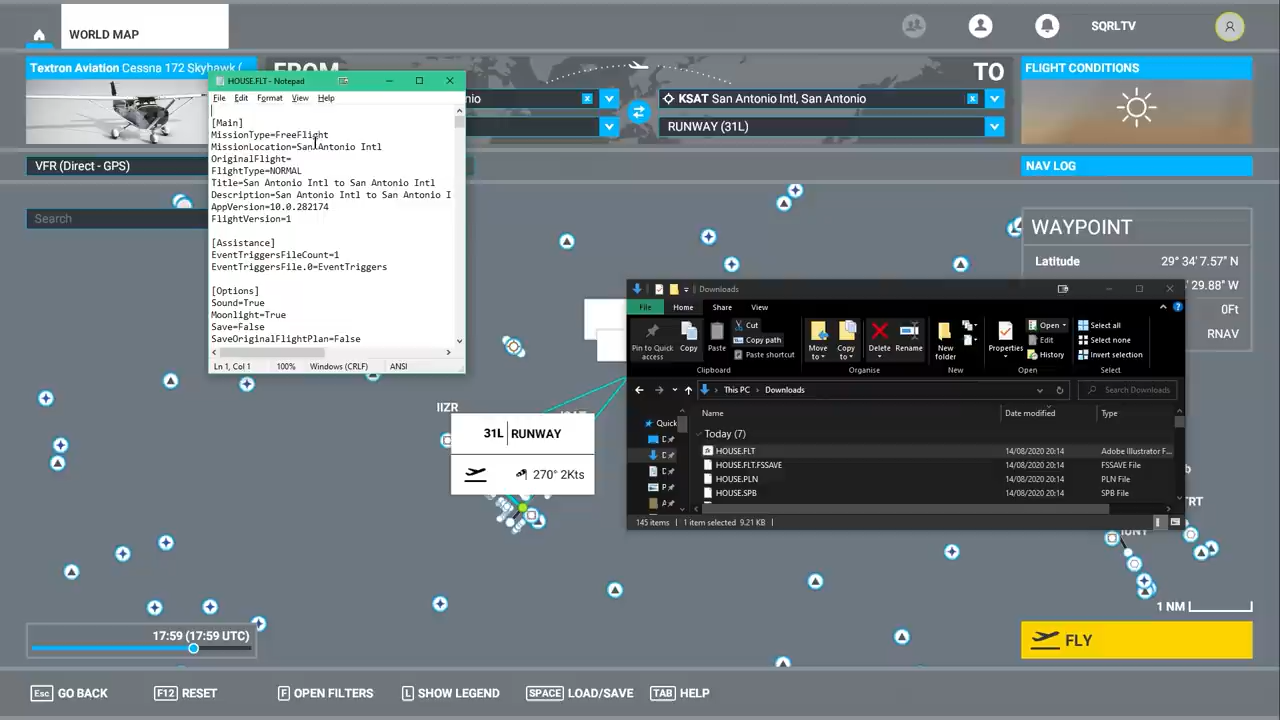 WORLD MAP
SQRLTV
Textron Aviation Cessna 172 Skyhawk (
FROM
TO
FLIGHT CONDITIONS
KSAT San Antonio Intl, San Antonio
RUNWAY (31L)
VFR (Direct - GPS)
NAV LOG
Search
WAYPOINT
Latitude
29° 34' 7.57" N
29.88" W
0Ft
RNAV
HOUSE.FLT - Notepad
File Edit Format View Help
[Main]
MissionType=FreeFlight
MissionLocation=San Antonio Intl
OriginalFlight=
FlightType=NORMAL
Title=San Antonio Intl to San Antonio Intl
Description=San Antonio Intl to San Antonio I
AppVersion=10.0.282174
FlightVersion=1
[Assistance]
EventTriggersFileCount=1
EventTriggersFile.0=EventTriggers
[Options]
Sound=True
Moonlight=True
Save=False
SaveOriginalFlightPlan=False
Ln 1, Col 1 100% Windows (CRLF) ANSI
Downloads
File Home Share View
Pin to Quick access
Copy
Paste
Cut
Copy path
Paste shortcut
Clipboard
Move to
Copy to
Delete
Rename
Organise
New folder
New
Properties
Open
Edit
History
Open
Select all
Select none
Invert selection
Select
This PC > Downloads
Search Downloads
Quick
Name Date modified Type
Today (7)
HOUSE.FLT 14/08/2020 20:14 Adobe Illustrator F...
HOUSE.FLT.FSSAVE 14/08/2020 20:14 FSSAVE File
HOUSE.PLN 14/08/2020 20:14 PLN File
HOUSE.SPB 14/08/2020 20:14 SPB File
145 items 1 item selected 9.21 KB
IIZR
31L RUNWAY
270° 2Kts
1 NM
17:59 (17:59 UTC)
FLY
Esc GO BACK
F12 RESET
F OPEN FILTERS
L SHOW LEGEND
SPACE LOAD/SAVE
TAB HELP